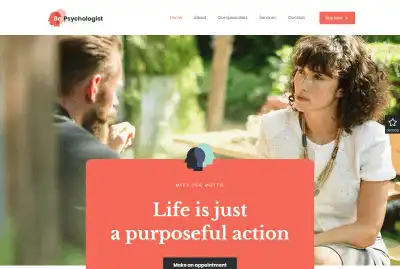 Be Psychologist
Home About Our specialists Services Contact Buy now
MEET OUR MOTTO
Life is just
a purposeful action
Make an appointment